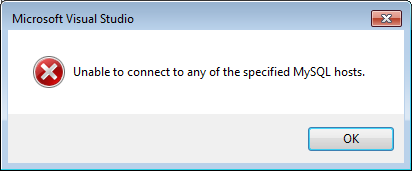 Microsoft Visual Studio
Unable to connect to any of the specified MySQL hosts.
OK